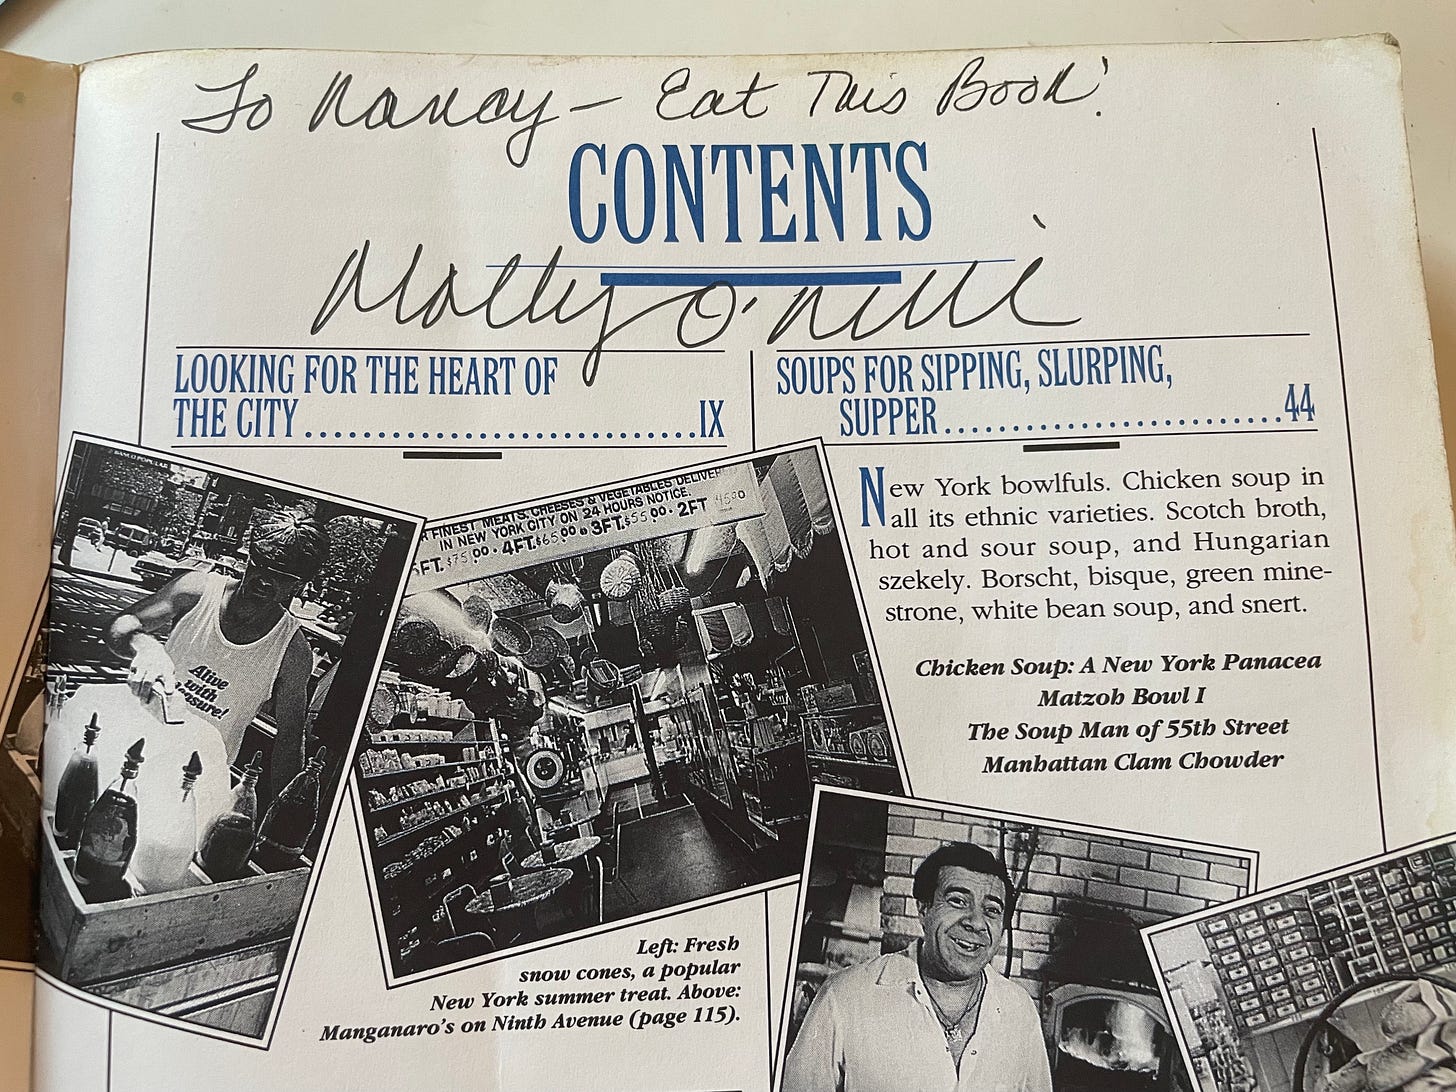 To Nancy — Eat This Book!
CONTENTS
Molly O'Neill
LOOKING FOR THE HEART OF
THE CITY.................................IX
SOUPS FOR SIPPING, SLURPING,
SUPPER.............................44
New York bowlfuls. Chicken soup in
all its ethnic varieties. Scotch broth,
hot and sour soup, and Hungarian
szekely. Borscht, bisque, green mine-
strone, white bean soup, and snert.
Chicken Soup: A New York Panacea
Matzoh Bowl I
The Soup Man of 55th Street
Manhattan Clam Chowder
BANCO POPULAR
Alive
with
FINEST MEATS, CHEESES & VEGETABLES
IN NEW YORK CITY ON 24 HOURS NOTICE.
FT. $75.00 • 4FT. $65.00 • 3FT. $55.00 • 2FT 45.00
Left: Fresh
snow cones, a popular
New York summer treat. Above:
Manganaro's on Ninth Avenue (page 115).